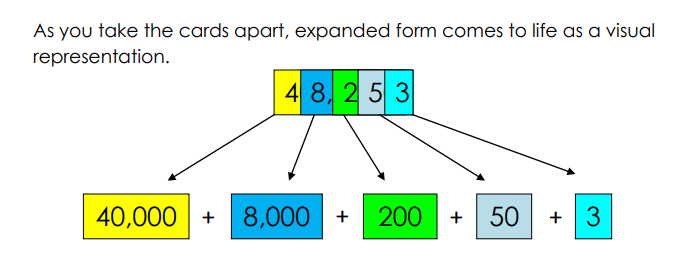 As you take the cards apart, expanded form comes to life as a visual
representation.
4 8, 2 5 3
40,000 + 8,000 + 200 + 50 + 3